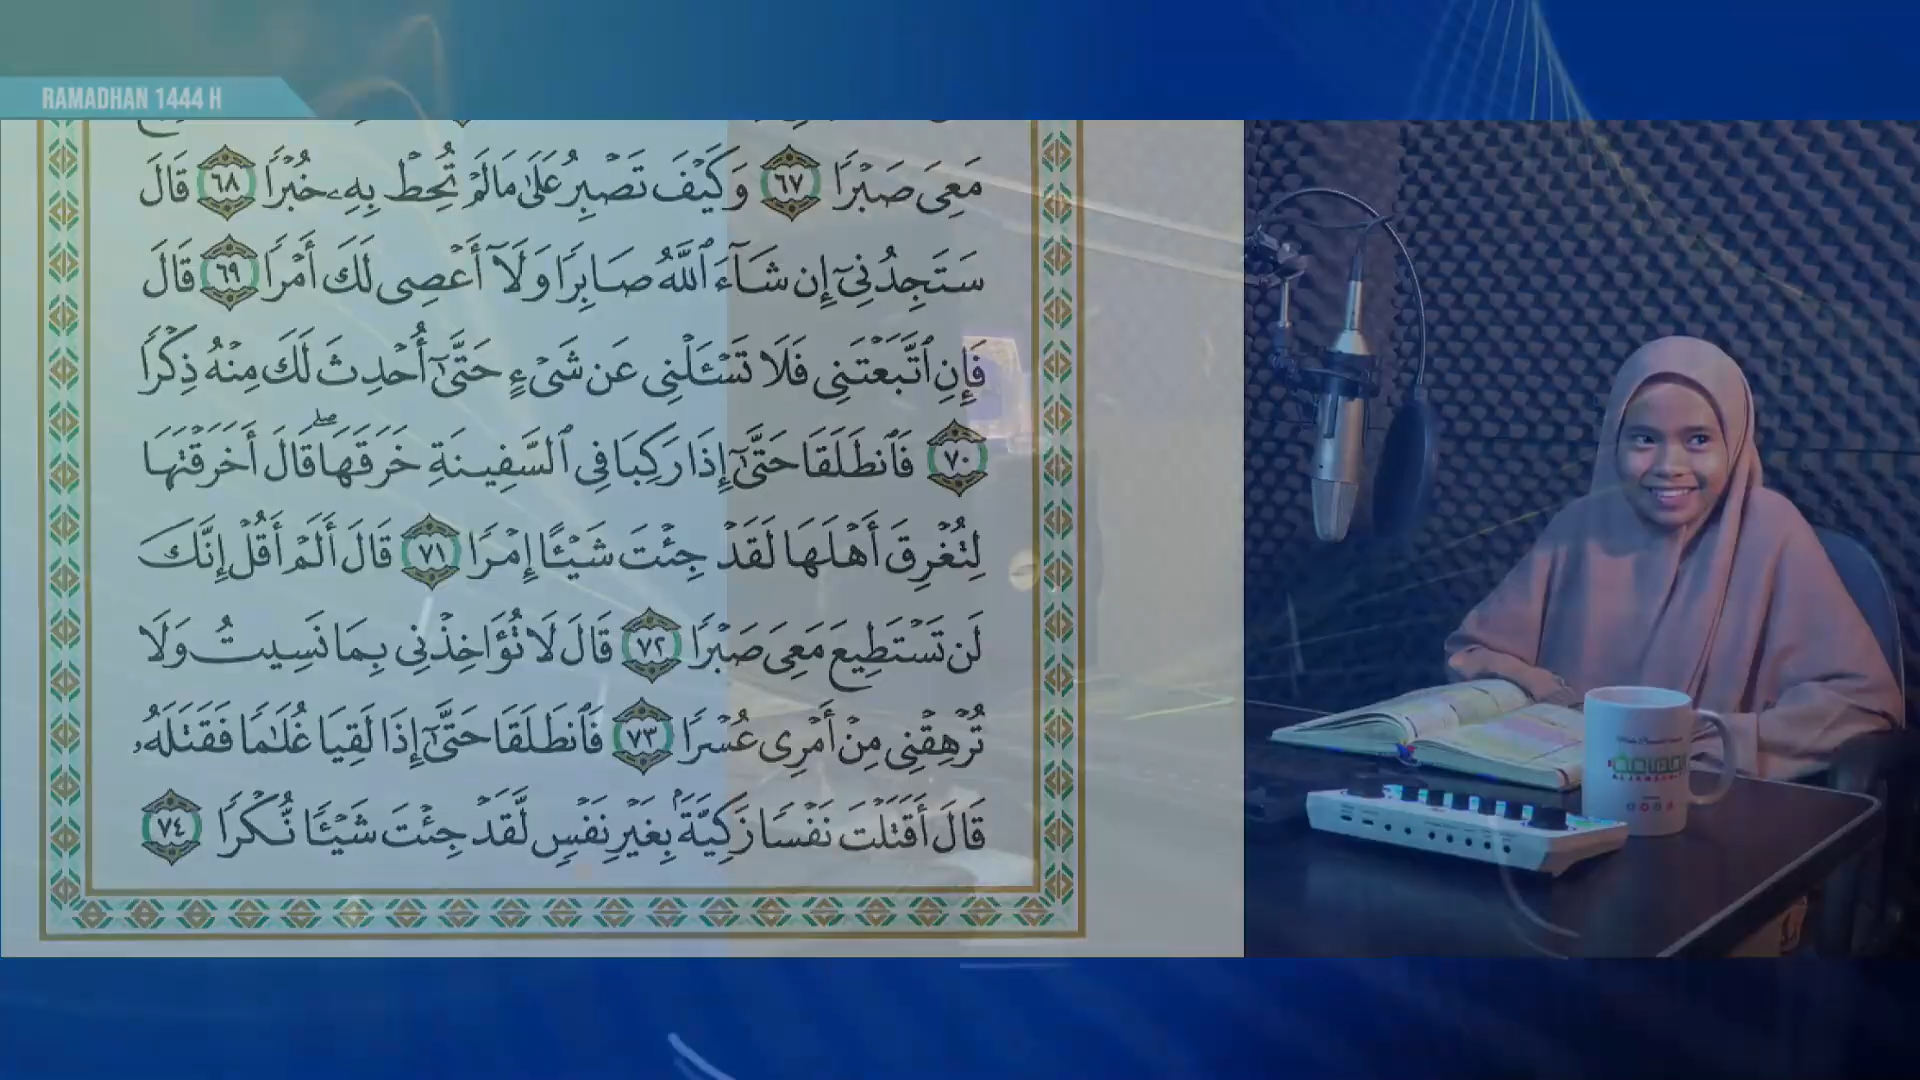 RAMADHAN 1444 H
مَعِىَ صَبْرًا ٦٧ وَكَيْفَ تَصْبِرُ عَلَىٰ مَا لَمْ تُحِطْ بِهِۦ خُبْرًا ٦٨ قَالَ
سَتَجِدُنِىٓ إِن شَآءَ ٱللَّهُ صَابِرًا وَلَآ أَعْصِى لَكَ أَمْرًا ٦٩ قَالَ
فَإِنِ ٱتَّبَعْتَنِى فَلَا تَسْـَٔلْنِى عَن شَىْءٍ حَتَّىٰٓ أُحْدِثَ لَكَ مِنْهُ ذِكْرًا
٧٠ فَٱنطَلَقَا حَتَّىٰٓ إِذَا رَكِبَا فِى ٱلسَّفِينَةِ خَرَقَهَا ۖ قَالَ أَخَرَقْتَهَا
لِتُغْرِقَ أَهْلَهَا لَقَدْ جِئْتَ شَيْـًٔا إِمْرًا ٧١ قَالَ أَلَمْ أَقُلْ إِنَّكَ
لَن تَسْتَطِيعَ مَعِىَ صَبْرًا ٧٢ قَالَ لَا تُؤَاخِذْنِى بِمَا نَسِيتُ وَلَا
تُرْهِقْنِى مِنْ أَمْرِى عُسْرًا ٧٣ فَٱنطَلَقَا حَتَّىٰٓ إِذَا لَقِيَا غُلَـٰمًا فَقَتَلَهُۥ
قَالَ أَقَتَلْتَ نَفْسًا زَكِيَّةًۢ بِغَيْرِ نَفْسٍ لَّقَدْ جِئْتَ شَيْـًٔا نُّكْرًا ٧٤